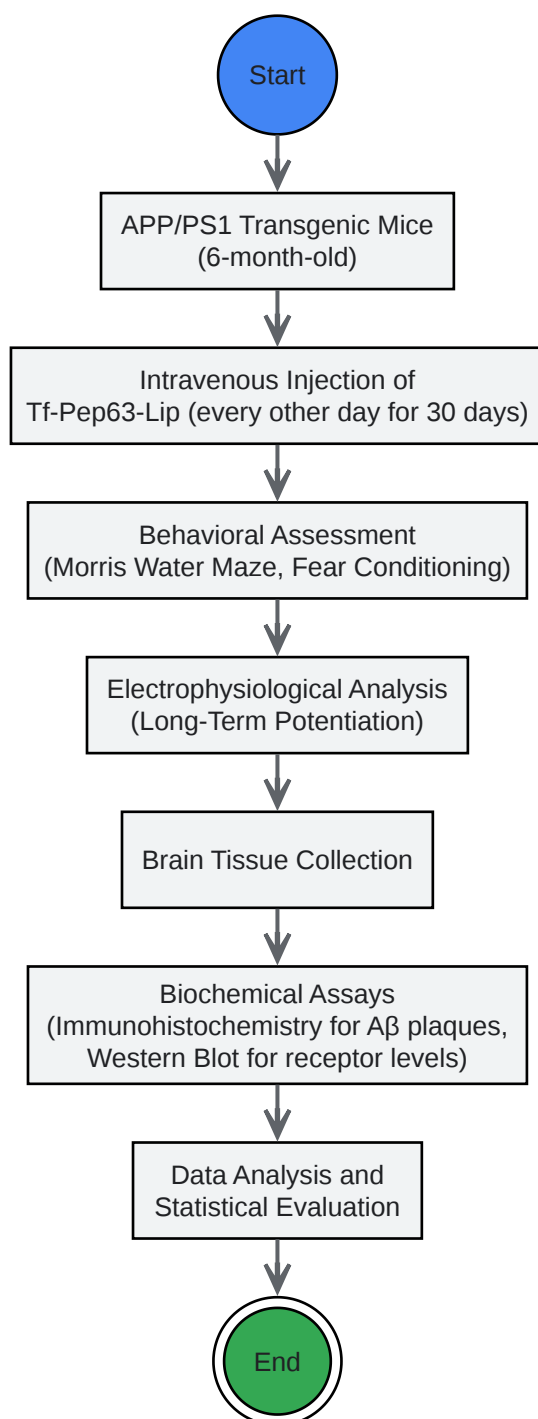 Start
APP/PS1 Transgenic Mice
(6-month-old)
Intravenous Injection of
Tf-Pep63-Lip (every other day for 30 days)
Behavioral Assessment
(Morris Water Maze, Fear Conditioning)
Electrophysiological Analysis
(Long-Term Potentiation)
Brain Tissue Collection
Biochemical Assays
(Immunohistochemistry for Aβ plaques,
Western Blot for receptor levels)
Data Analysis and
Statistical Evaluation
End